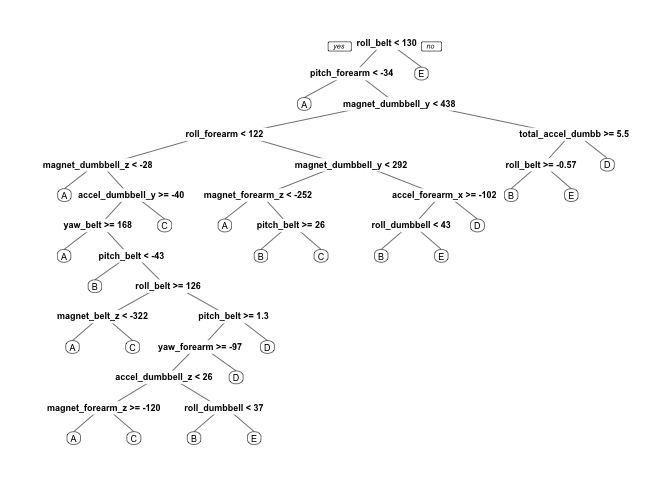 yes roll_belt < 130 no
pitch_forearm < -34 E
A magnet_dumbbell_y < 438
roll_forearm < 122 total_accel_dumbb >= 5.5
magnet_dumbbell_z < -28 magnet_dumbbell_y < 292 roll_belt >= -0.57 D
A accel_dumbbell_y >= -40 magnet_forearm_z < -252 accel_forearm_x >= -102 B E
yaw_belt >= 168 C A pitch_belt >= 26 roll_dumbbell < 43 D
A pitch_belt < -43 B C B E
B roll_belt >= 126
magnet_belt_z < -322 pitch_belt >= 1.3
A C yaw_forearm >= -97 D
accel_dumbbell_z < 26 D
magnet_forearm_z >= -120 roll_dumbbell < 37
A C B E